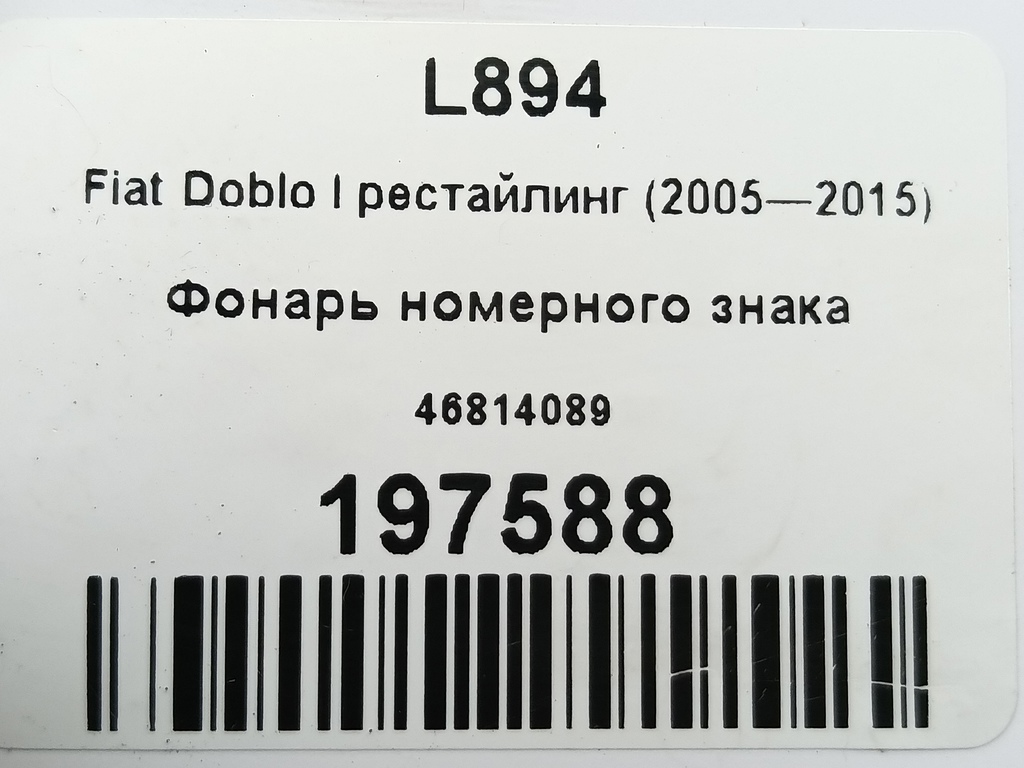 L894
Fiat Doblo I рестайлинг (2005—2015)
Фонарь номерного знака
46814089
197588